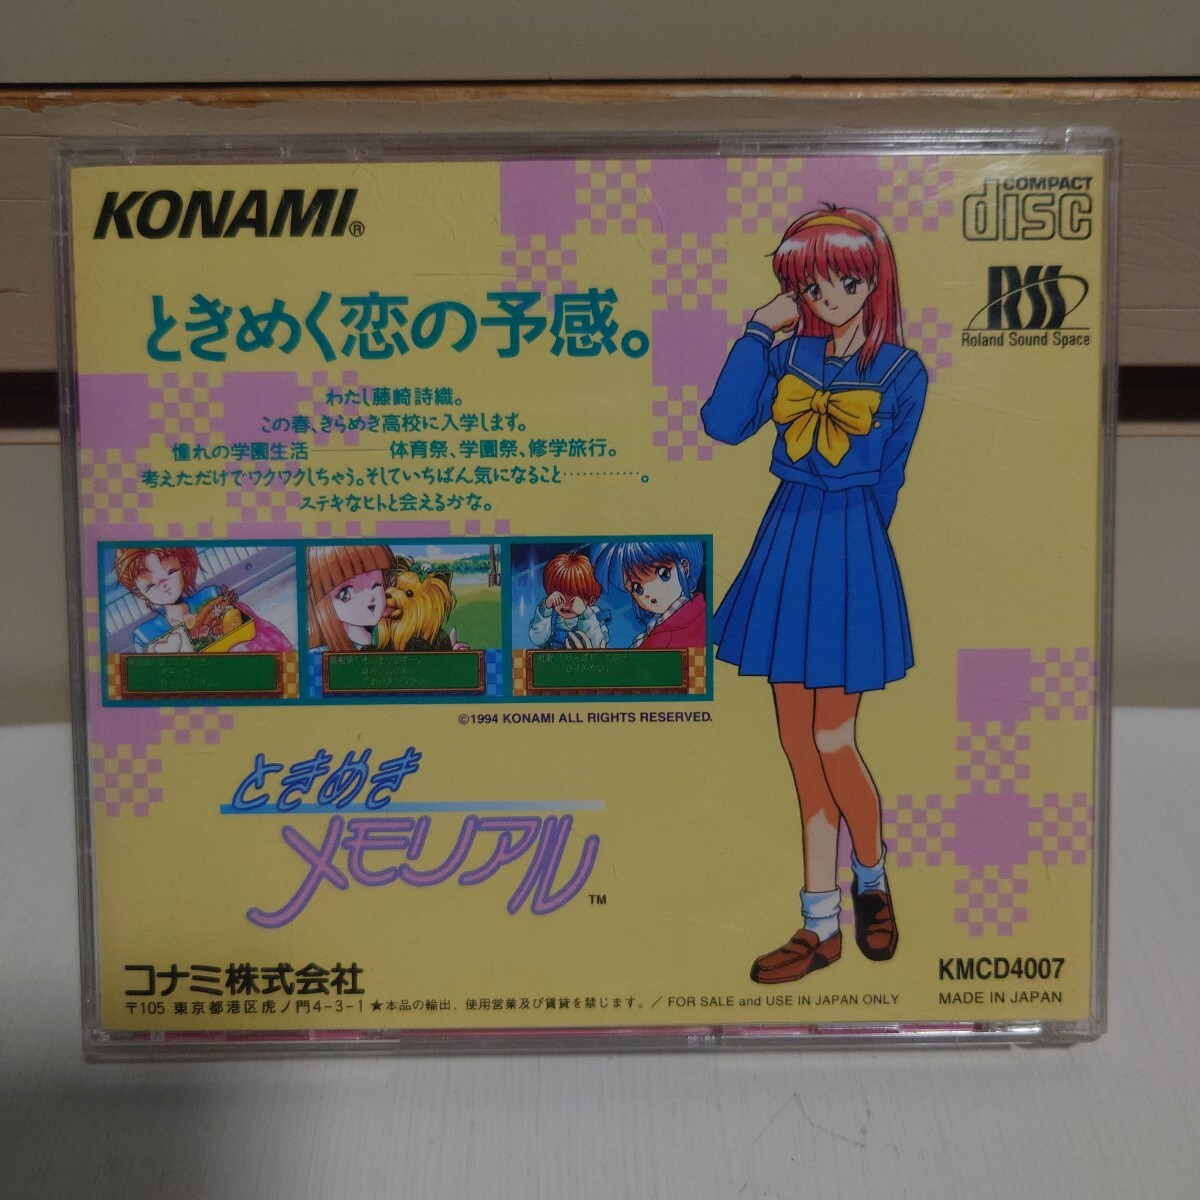 KONAMI®
COMPACT
disc
RSS
Roland Sound Space
ときめく恋の予感。
わたし藤崎詩織。
この春、きらめき高校に入学します。
憧れの学園生活———体育祭、学園祭、修学旅行。
考えただけでワクワクしちゃう。そしていちばん気になること…………。
ステキなヒトと会えるかな。
©1994 KONAMI ALL RIGHTS RESERVED.
ときめき
メモリアル™
コナミ株式会社
〒105 東京都港区虎ノ門4-3-1 ★本品の輸出、使用営業及び賃貸を禁じます。/ FOR SALE and USE IN JAPAN ONLY
KMCD4007
MADE IN JAPAN